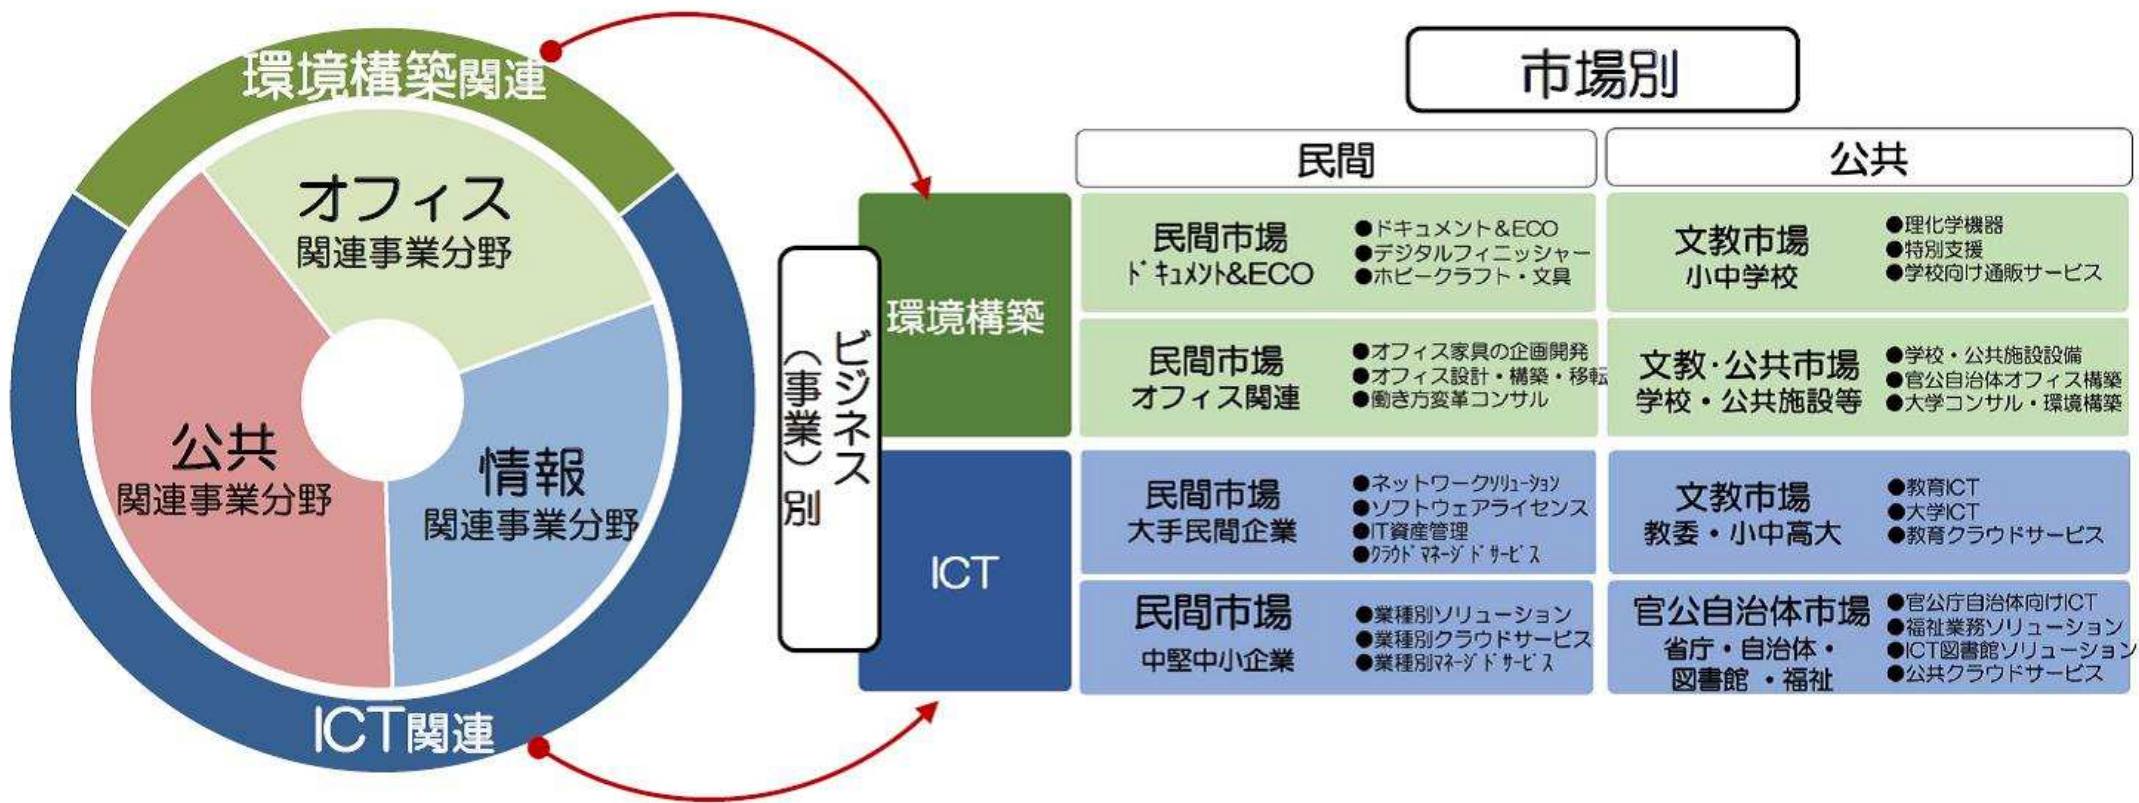 環境構築関連
オフィス
関連事業分野
公共
関連事業分野
情報
関連事業分野
ICT関連
市場別
民間
公共
ビジネス
（事業）別
環境構築
民間市場
ﾄﾞｷｭﾒﾝﾄ&ECO
●ドキュメント&ECO
●デジタルフィニッシャー
●ホビークラフト・文具
文教市場
小中学校
●理化学機器
●特別支援
●学校向け通販サービス
民間市場
オフィス関連
●オフィス家具の企画開発
●オフィス設計・構築・移転
●働き方変革コンサル
文教･公共市場
学校・公共施設等
●学校・公共施設設備
●官公自治体オフィス構築
●大学コンサル・環境構築
ICT
民間市場
大手民間企業
●ネットワークｿﾘｭｰｼｮﾝ
●ソフトウェアライセンス
●IT資産管理
●ｸﾗｳﾄﾞﾏﾈｰｼﾞﾄﾞｻｰﾋﾞｽ
文教市場
教委・小中高大
●教育ICT
●大学ICT
●教育クラウドサービス
民間市場
中堅中小企業
●業種別ソリューション
●業種別クラウドサービス
●業種別ﾏﾈｰｼﾞﾄﾞｻｰﾋﾞｽ
官公自治体市場
省庁・自治体・
図書館 ・福祉
●官公庁自治体向けICT
●福祉業務ソリューション
●ICT図書館ソリューション
●公共クラウドサービス